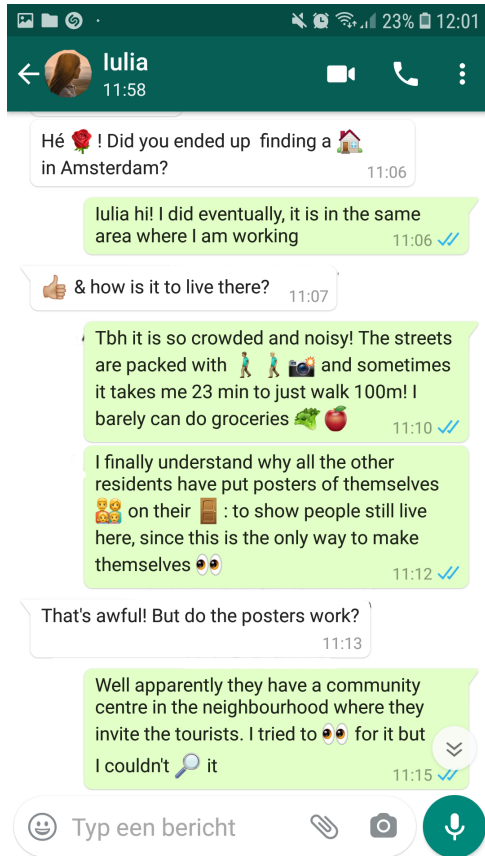 23% 12:01
Iulia
11:58
Hé 🌹 ! Did you ended up finding a 🏠
in Amsterdam?
11:06
Iulia hi! I did eventually, it is in the same
area where I am working
11:06
👍🏼 & how is it to live there?
11:07
Tbh it is so crowded and noisy! The streets
are packed with 🚶🏽‍♂️ 🚶🏼‍♂️ 📸 and sometimes
it takes me 23 min to just walk 100m! I
barely can do groceries 🥬 🍎
11:10
I finally understand why all the other
residents have put posters of themselves
👨‍👩‍👧‍👦 on their 🚪 : to show people still live
here, since this is the only way to make
themselves 👀
11:12
That's awful! But do the posters work?
11:13
Well apparently they have a community
centre in the neighbourhood where they
invite the tourists. I tried to 👀 for it but
I couldn't 🔎 it
11:15
Typ een bericht